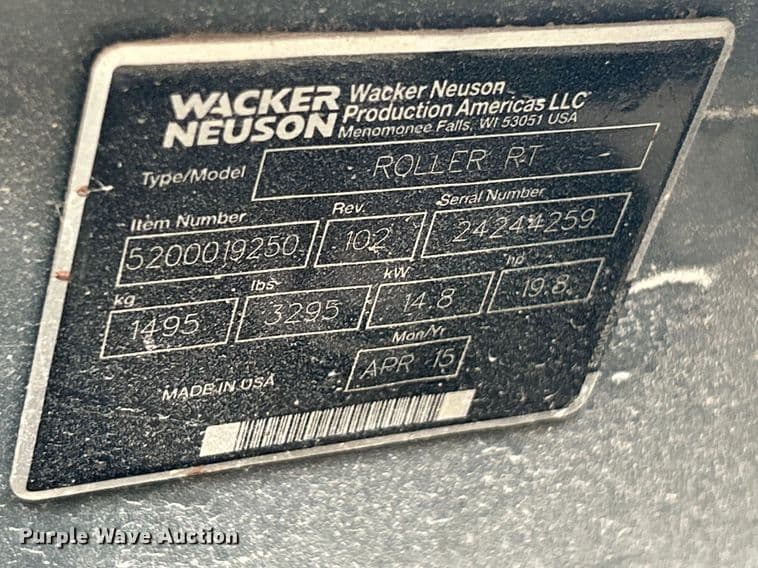 WACKER NEUSON
Wacker Neuson
Production Americas LLC
Menomonee Falls, WI 53051 USA
Type/Model ROLLER RT
Item Number Rev. Serial Number
5200019250 102 24244259
kg lbs kW hp
1495 3295 14.8 19.8
Mon/Yr
MADE IN USA APR 15
Purple Wave Auction